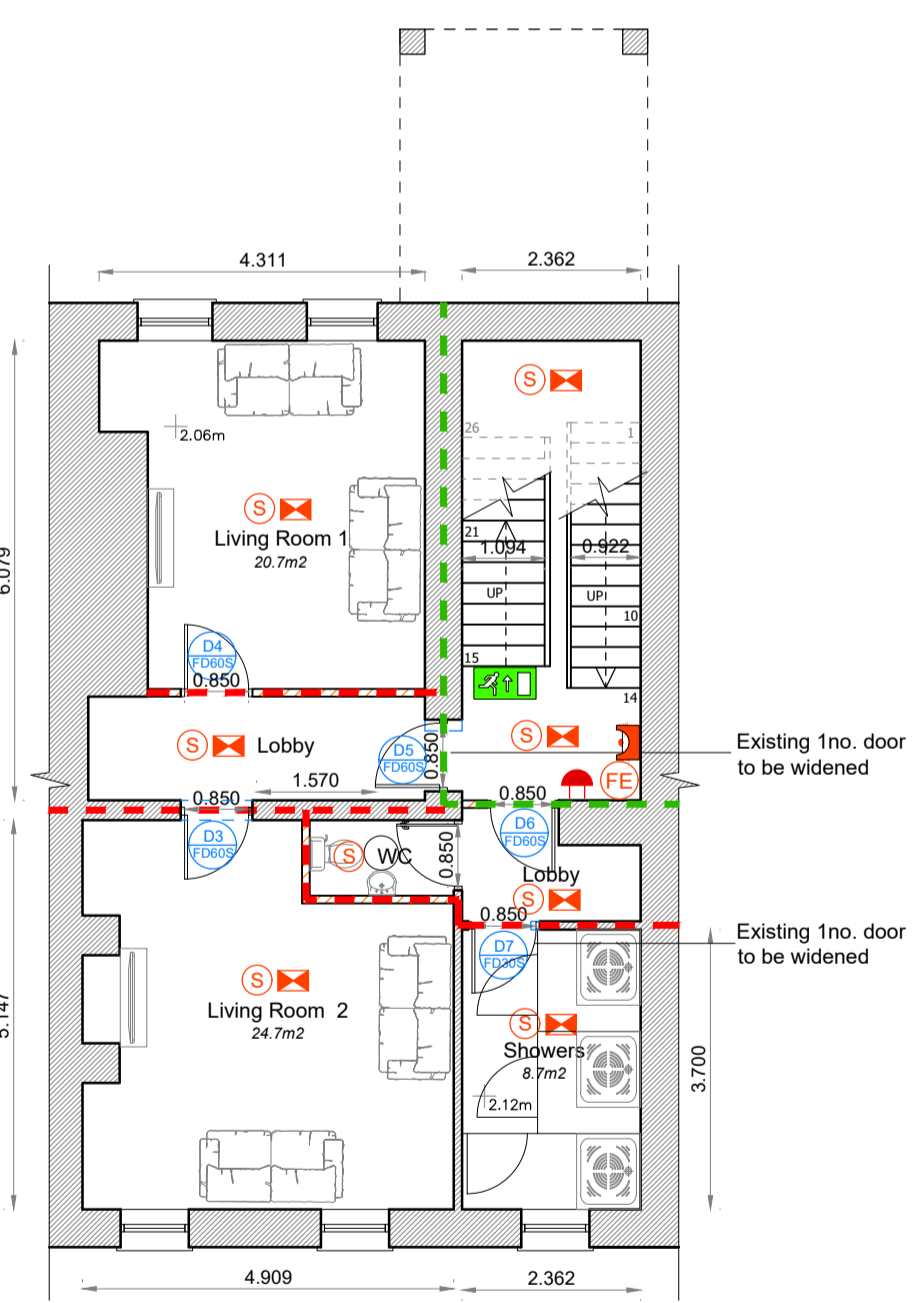 4.311
2.362
S
26
1
2.06m
S
Living Room 1
20.7m2
6.079
21
1.094
0.922
UP
UP
10
15
14
D4
FD60S
0.850
S
Lobby
D5
FD60S
0.850
S
FE
Existing 1no. door
to be widened
1.570
0.850
0.850
D3
FD60S
D6
FD60S
S
WC
0.850
Lobby
S
0.850
D7
FD30S
Existing 1no. door
to be widened
S
Living Room 2
24.7m2
S
Showers
8.7m2
2.12m
3.700
5.147
4.909
2.362